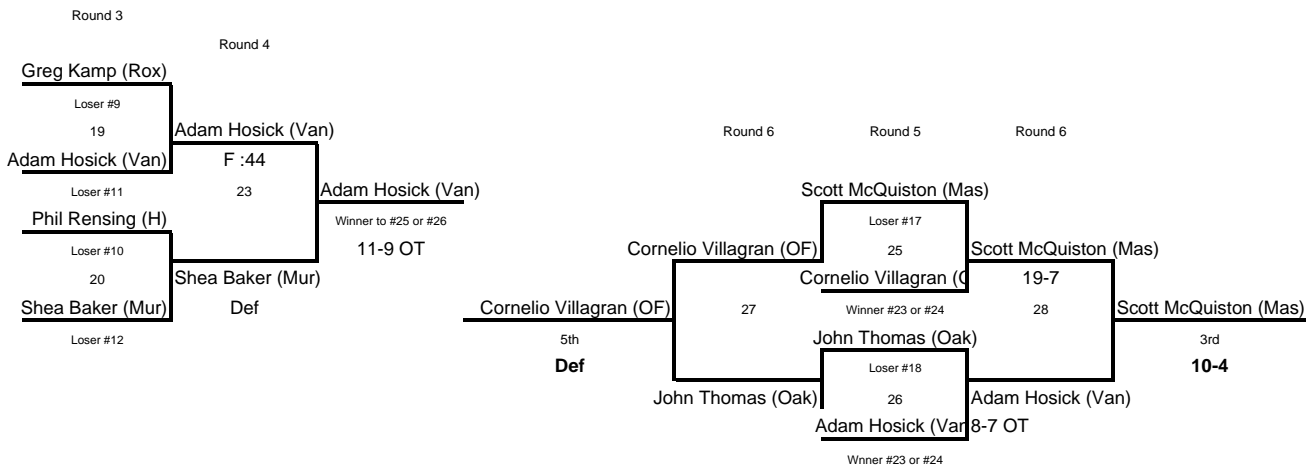 Round 3
Round 4
Greg Kamp (Rox)
Loser #9
19
Adam Hosick (Van)
Round 6
Round 5
Round 6
Adam Hosick (Van)
F :44
Loser #11
23
Adam Hosick (Van)
Scott McQuiston (Mas)
Phil Rensing (H)
Winner to #25 or #26
Loser #17
Loser #10
11-9 OT
Cornelio Villagran (OF)
25
Scott McQuiston (Mas)
20
Shea Baker (Mur)
Cornelio Villagran (
19-7
Shea Baker (Mur)
Def
Cornelio Villagran (OF)
27
Winner #23 or #24
28
Scott McQuiston (Mas)
Loser #12
5th
John Thomas (Oak)
3rd
Def
Loser #18
10-4
John Thomas (Oak)
26
Adam Hosick (Van)
Adam Hosick (Van
8-7 OT
Wnner #23 or #24